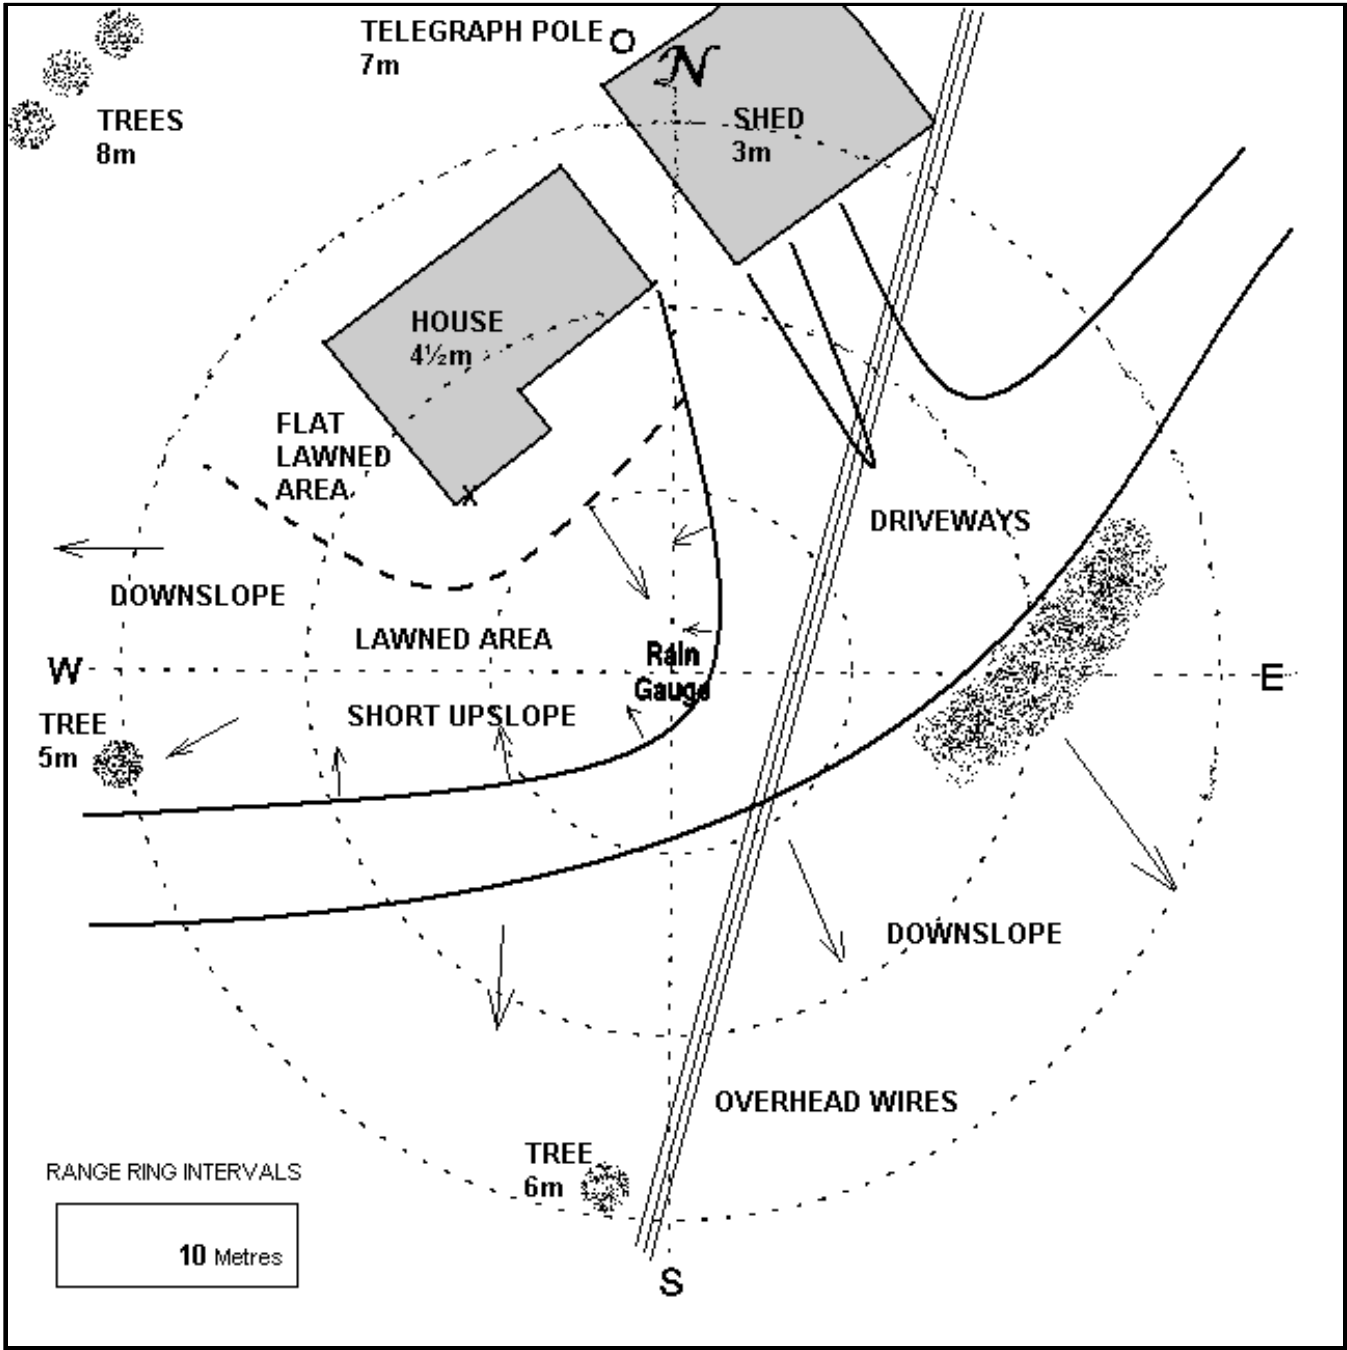 TELEGRAPH POLE
7m
N
TREES
8m
SHED
3m
HOUSE
4½m
FLAT
LAWNED
AREA
X
DRIVEWAYS
DOWNSLOPE
LAWNED AREA
Rain
Gauge
W
E
TREE
5m
SHORT UPSLOPE
DOWNSLOPE
OVERHEAD WIRES
TREE
6m
RANGE RING INTERVALS
10 Metres
S